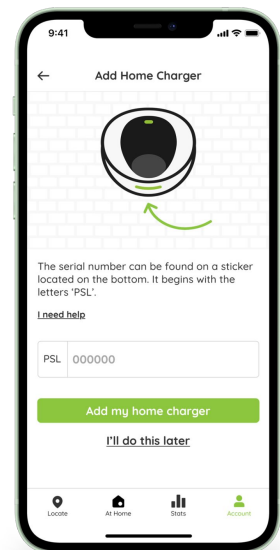 9:41
Add Home Charger
The serial number can be found on a sticker
located on the bottom. It begins with the
letters ‘PSL’.
I need help
PSL 000000
Add my home charger
I’ll do this later
Locate At Home Stats Account